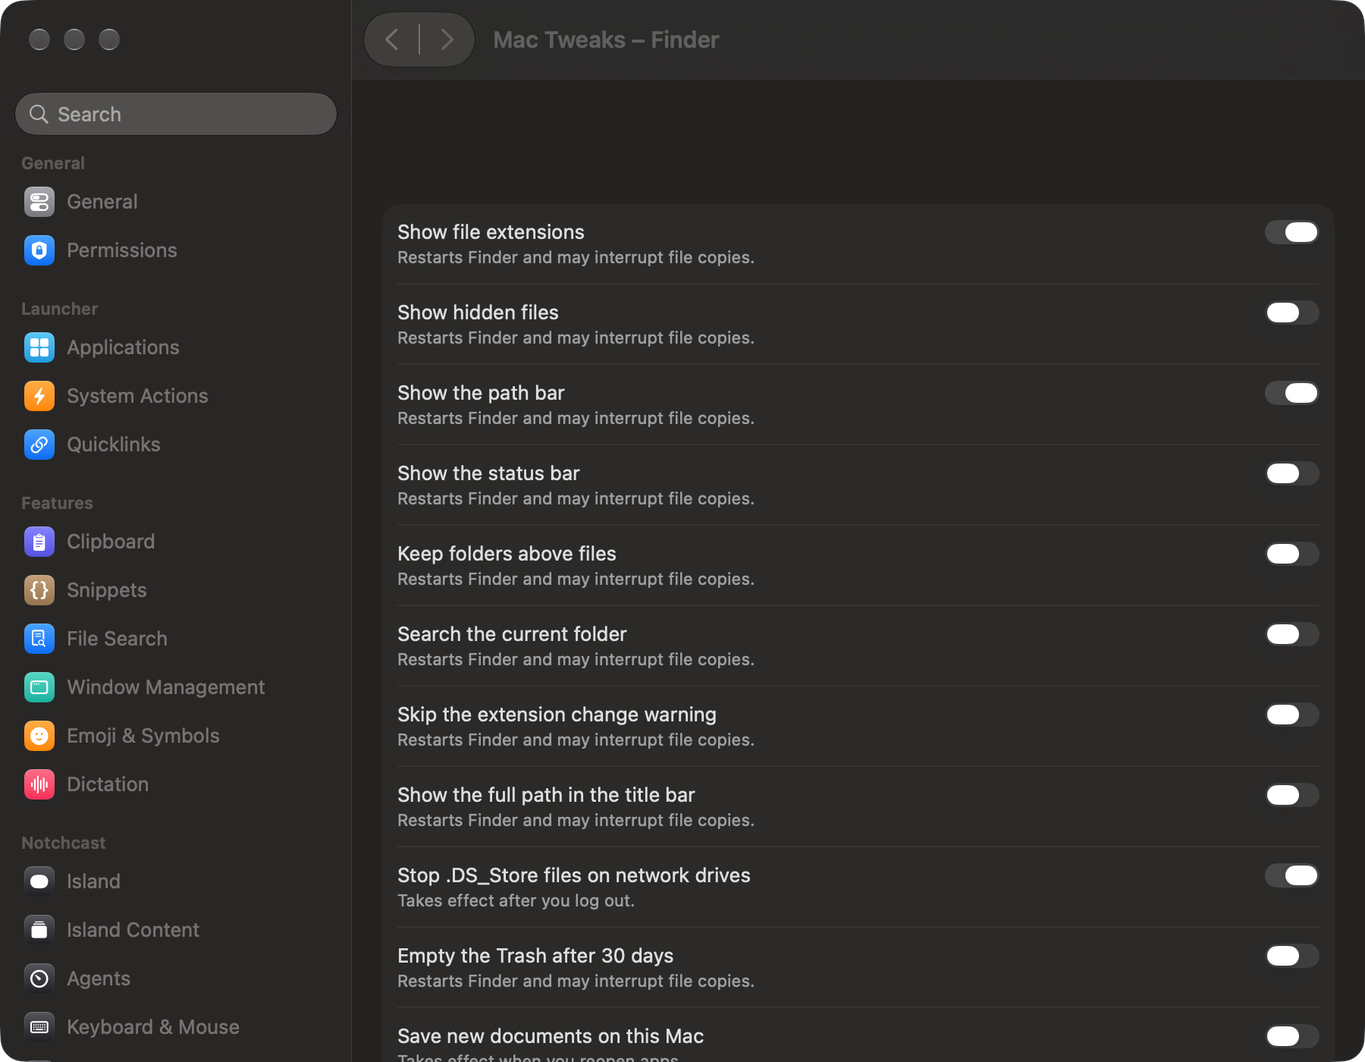 Mac Tweaks – Finder
Search
General
General
Permissions
Launcher
Applications
System Actions
Quicklinks
Features
Clipboard
Snippets
File Search
Window Management
Emoji & Symbols
Dictation
Notchcast
Island
Island Content
Agents
Keyboard & Mouse
Show file extensions
Restarts Finder and may interrupt file copies.
Show hidden files
Restarts Finder and may interrupt file copies.
Show the path bar
Restarts Finder and may interrupt file copies.
Show the status bar
Restarts Finder and may interrupt file copies.
Keep folders above files
Restarts Finder and may interrupt file copies.
Search the current folder
Restarts Finder and may interrupt file copies.
Skip the extension change warning
Restarts Finder and may interrupt file copies.
Show the full path in the title bar
Restarts Finder and may interrupt file copies.
Stop .DS_Store files on network drives
Takes effect after you log out.
Empty the Trash after 30 days
Restarts Finder and may interrupt file copies.
Save new documents on this Mac
Takes effect when you reopen apps.